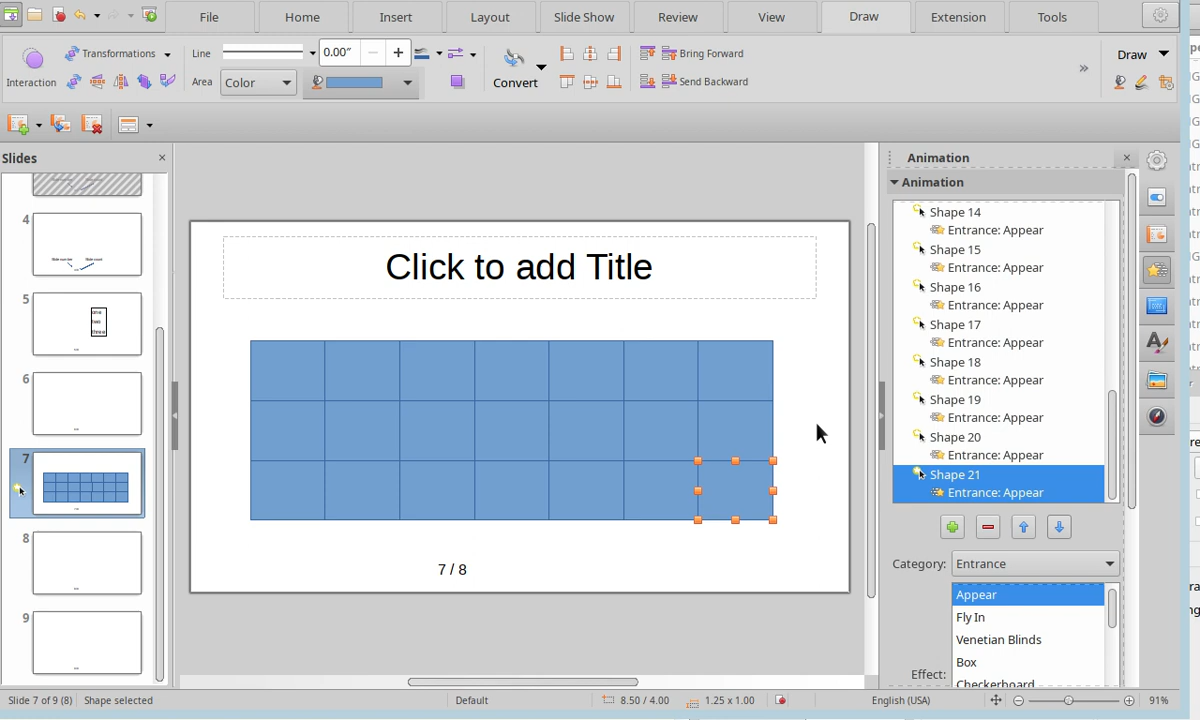 File Home Insert Layout Slide Show Review View Draw Extension Tools
Transformations Line 0.00″ Bring Forward Draw
Interaction Area Color Convert Send Backward
Slides
4
5
one
two
three
6
7
8
9
Click to add Title
7 / 8
Animation
Animation
Shape 14
Entrance: Appear
Shape 15
Entrance: Appear
Shape 16
Entrance: Appear
Shape 17
Entrance: Appear
Shape 18
Entrance: Appear
Shape 19
Entrance: Appear
Shape 20
Entrance: Appear
Shape 21
Entrance: Appear
Category: Entrance
Appear
Fly In
Venetian Blinds
Box
Effect: Checkerboard
Slide 7 of 9 (8) Shape selected Default 8.50 / 4.00 1.25 x 1.00 English (USA) 91%